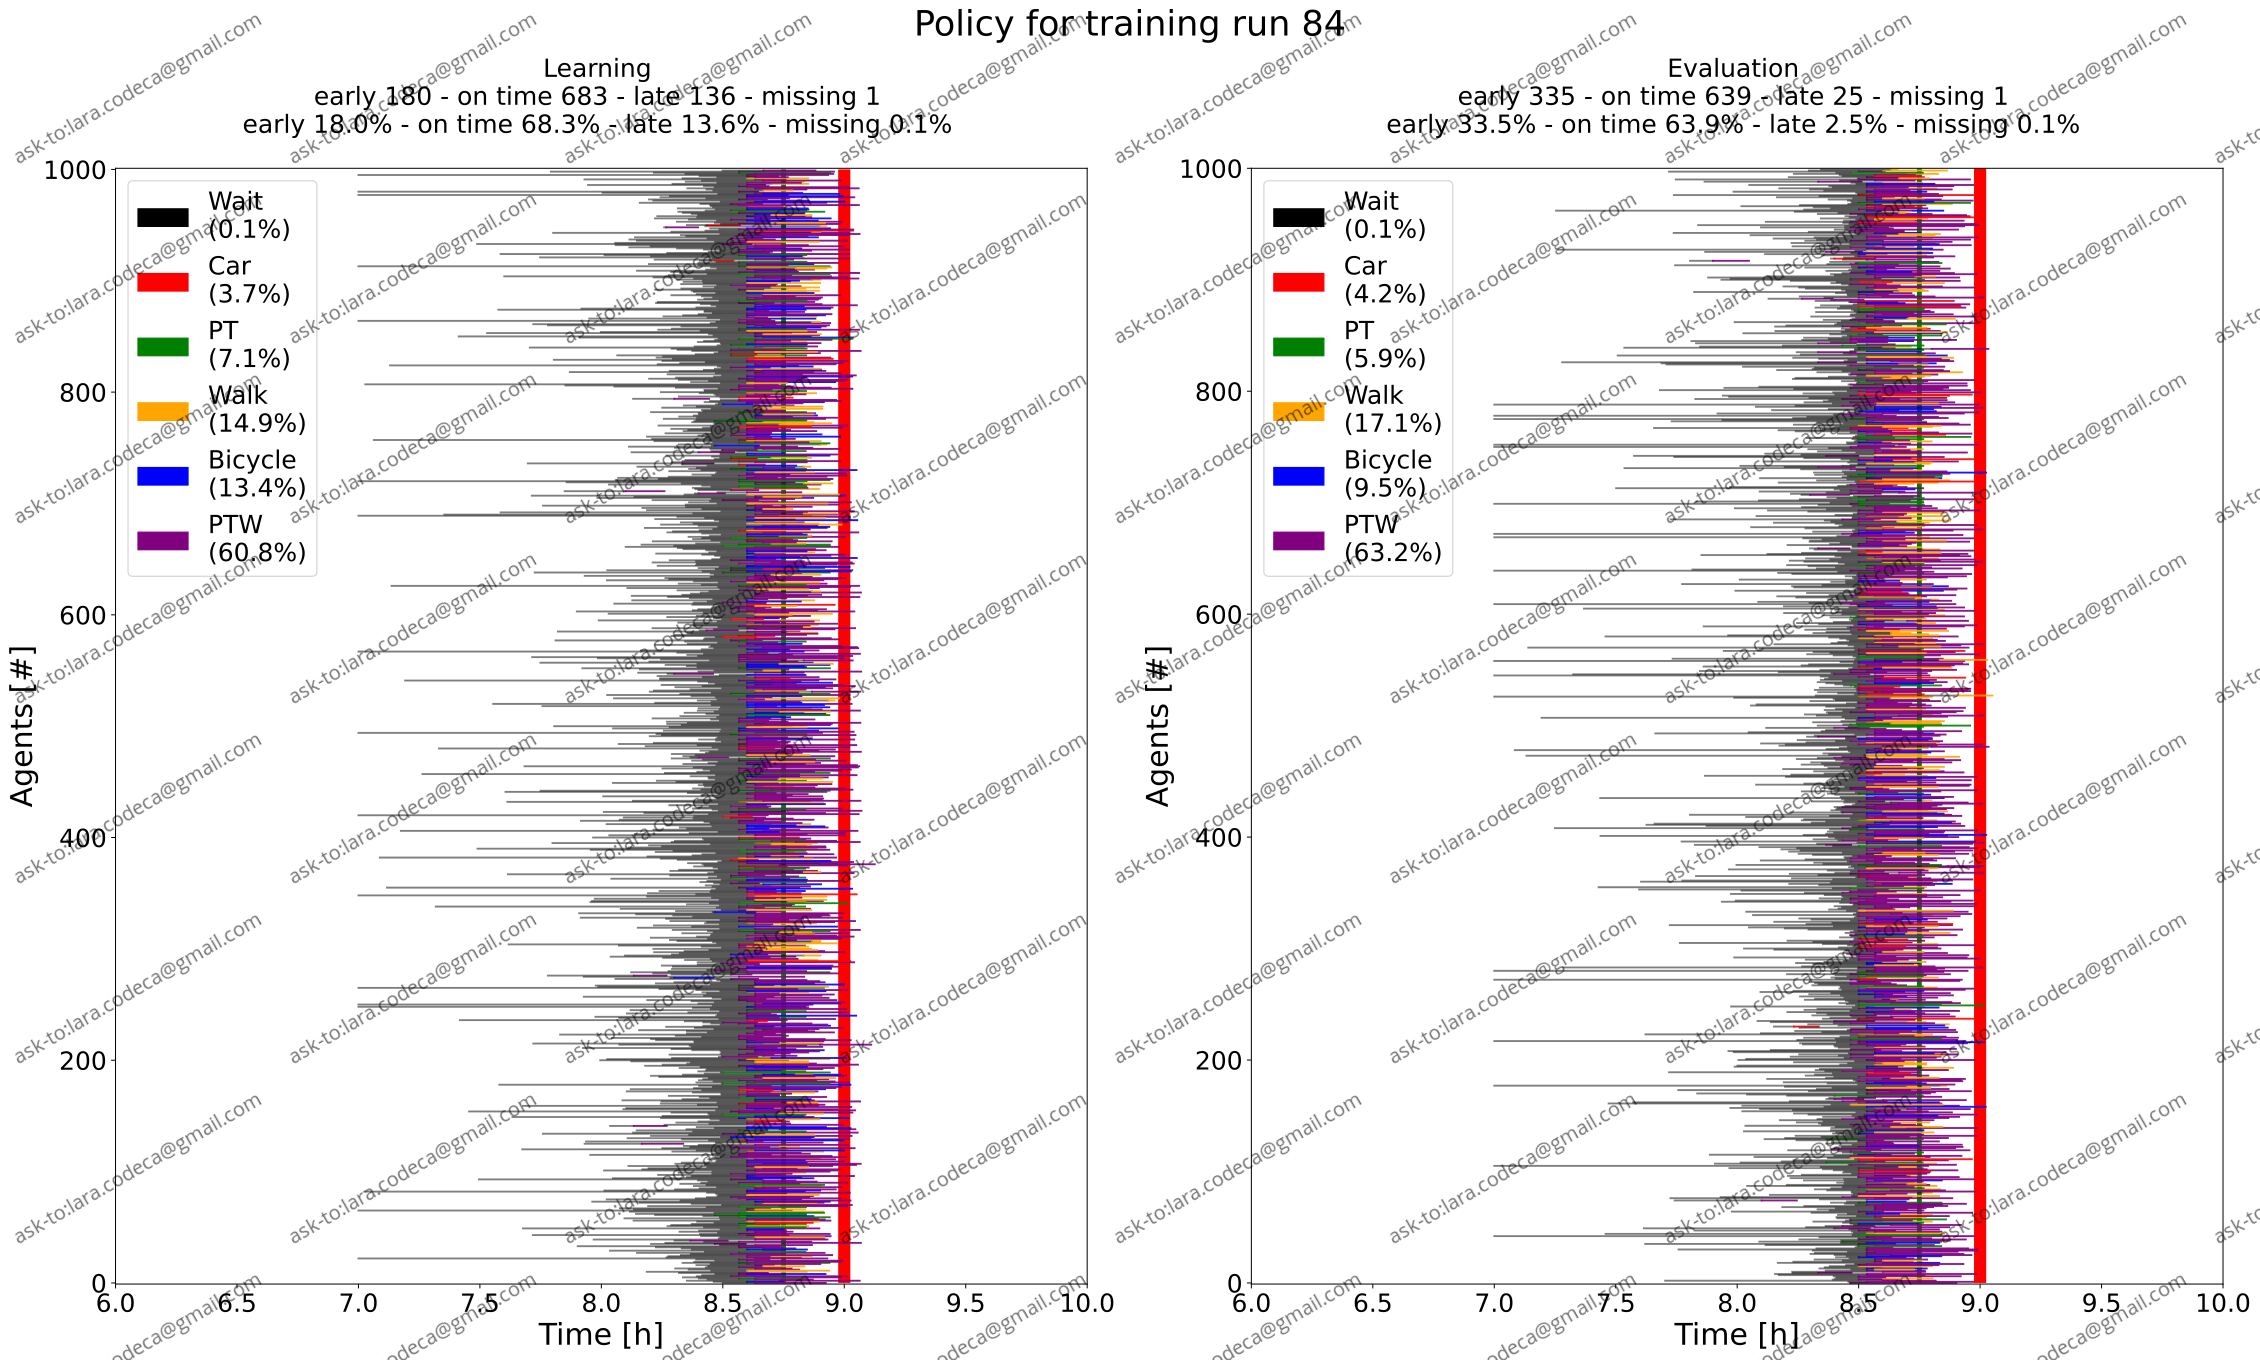 Policy for training run 84
Learning
early 180 - on time 683 - late 136 - missing 1
early 18.0% - on time 68.3% - late 13.6% - missing 0.1%
Evaluation
early 335 - on time 639 - late 25 - missing 1
early 33.5% - on time 63.9% - late 2.5% - missing 0.1%
Agents [#]
1000
800
600
400
200
0
Wait
(0.1%)
Car
(3.7%)
PT
(7.1%)
Walk
(14.9%)
Bicycle
(13.4%)
PTW
(60.8%)
6.0 6.5 7.0 7.5 8.0 8.5 9.0 9.5 10.0
Time [h]
Agents [#]
1000
800
600
400
200
0
Wait
(0.1%)
Car
(4.2%)
PT
(5.9%)
Walk
(17.1%)
Bicycle
(9.5%)
PTW
(63.2%)
6.0 6.5 7.0 7.5 8.0 8.5 9.0 9.5 10.0
Time [h]
ask-to:lara.codeca@gmail.com